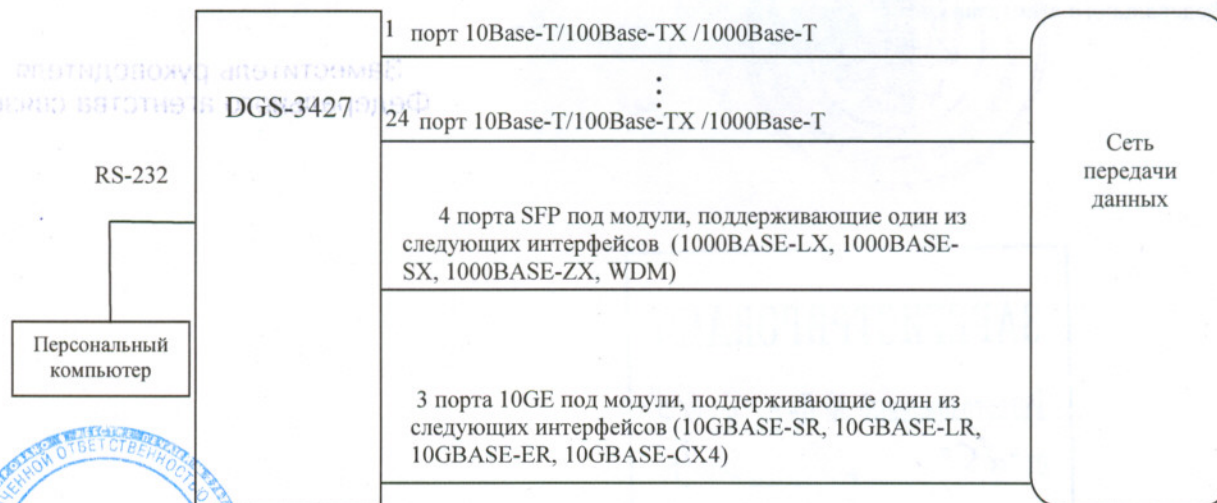 1 порт 10Base-T/100Base-TX /1000Base-T
DGS-3427
24 порт 10Base-T/100Base-TX /1000Base-T
RS-232
Сеть
передачи
данных
4 порта SFP под модули, поддерживающие один из
следующих интерфейсов (1000BASE-LX, 1000BASE-
SX, 1000BASE-ZX, WDM)
Персональный
компьютер
3 порта 10GE под модули, поддерживающие один из
следующих интерфейсов (10GBASE-SR, 10GBASE-LR,
10GBASE-ER, 10GBASE-CX4)
ОТВЕТСТВЕННОСТЬЮ